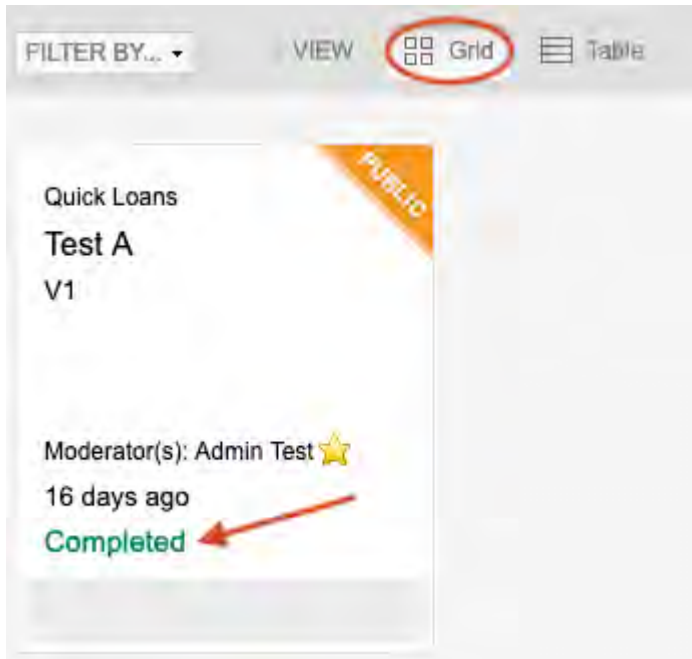 FILTER BY... VIEW Grid Table
PUBLIC
Quick Loans
Test A
V1
Moderator(s): Admin Test
16 days ago
Completed